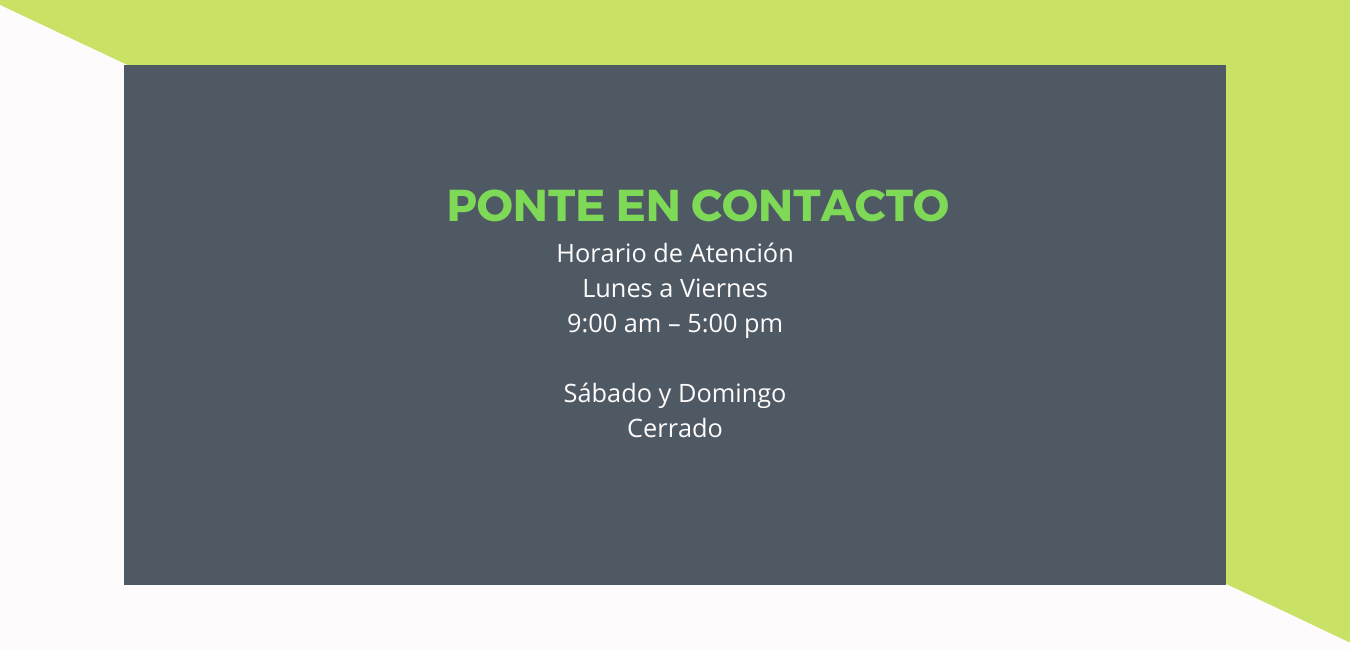 PONTE EN CONTACTO
Horario de Atención
Lunes a Viernes
9:00 am – 5:00 pm
Sábado y Domingo
Cerrado